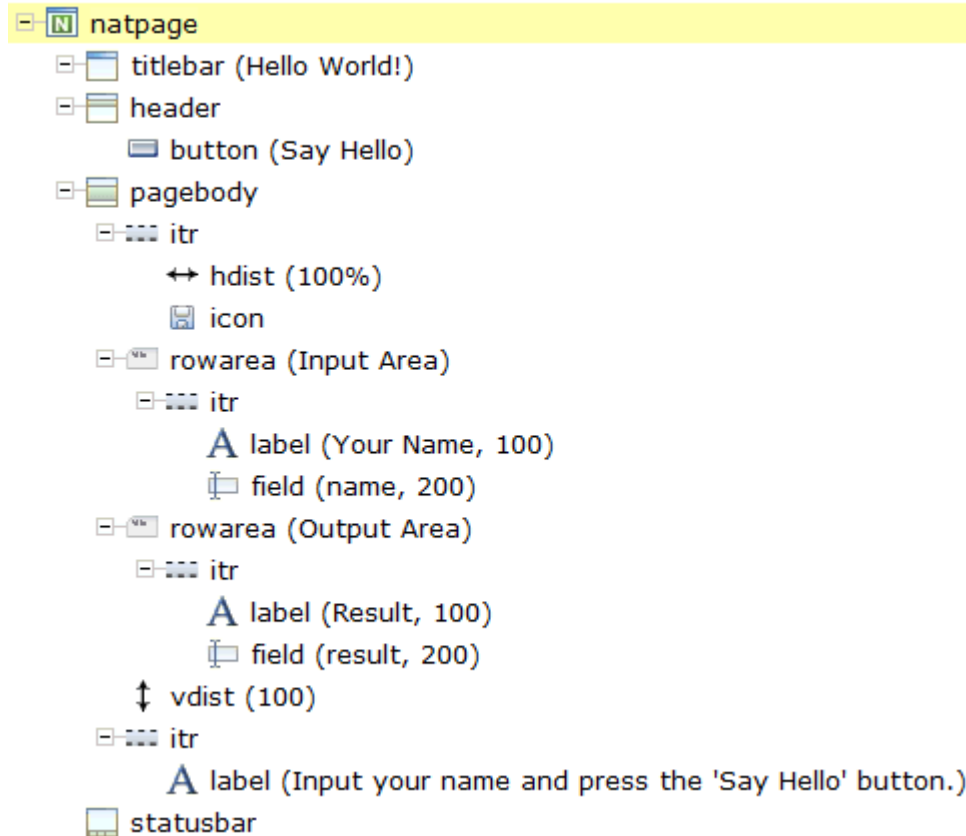 natpage
titlebar (Hello World!)
header
button (Say Hello)
pagebody
itr
hdist (100%)
icon
rowarea (Input Area)
itr
label (Your Name, 100)
field (name, 200)
rowarea (Output Area)
itr
label (Result, 100)
field (result, 200)
vdist (100)
itr
label (Input your name and press the 'Say Hello' button.)
statusbar